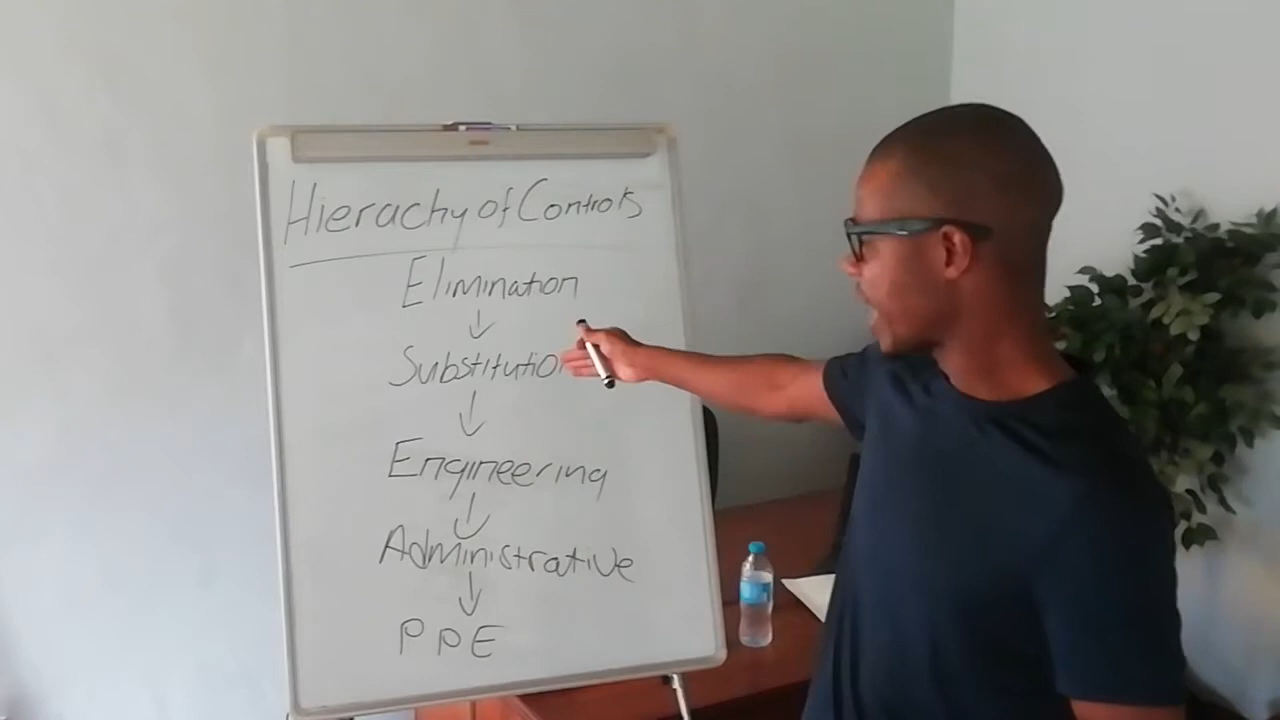 Hierachy of Controls
Elimination
Substitution
Engineering
Administrative
PPE